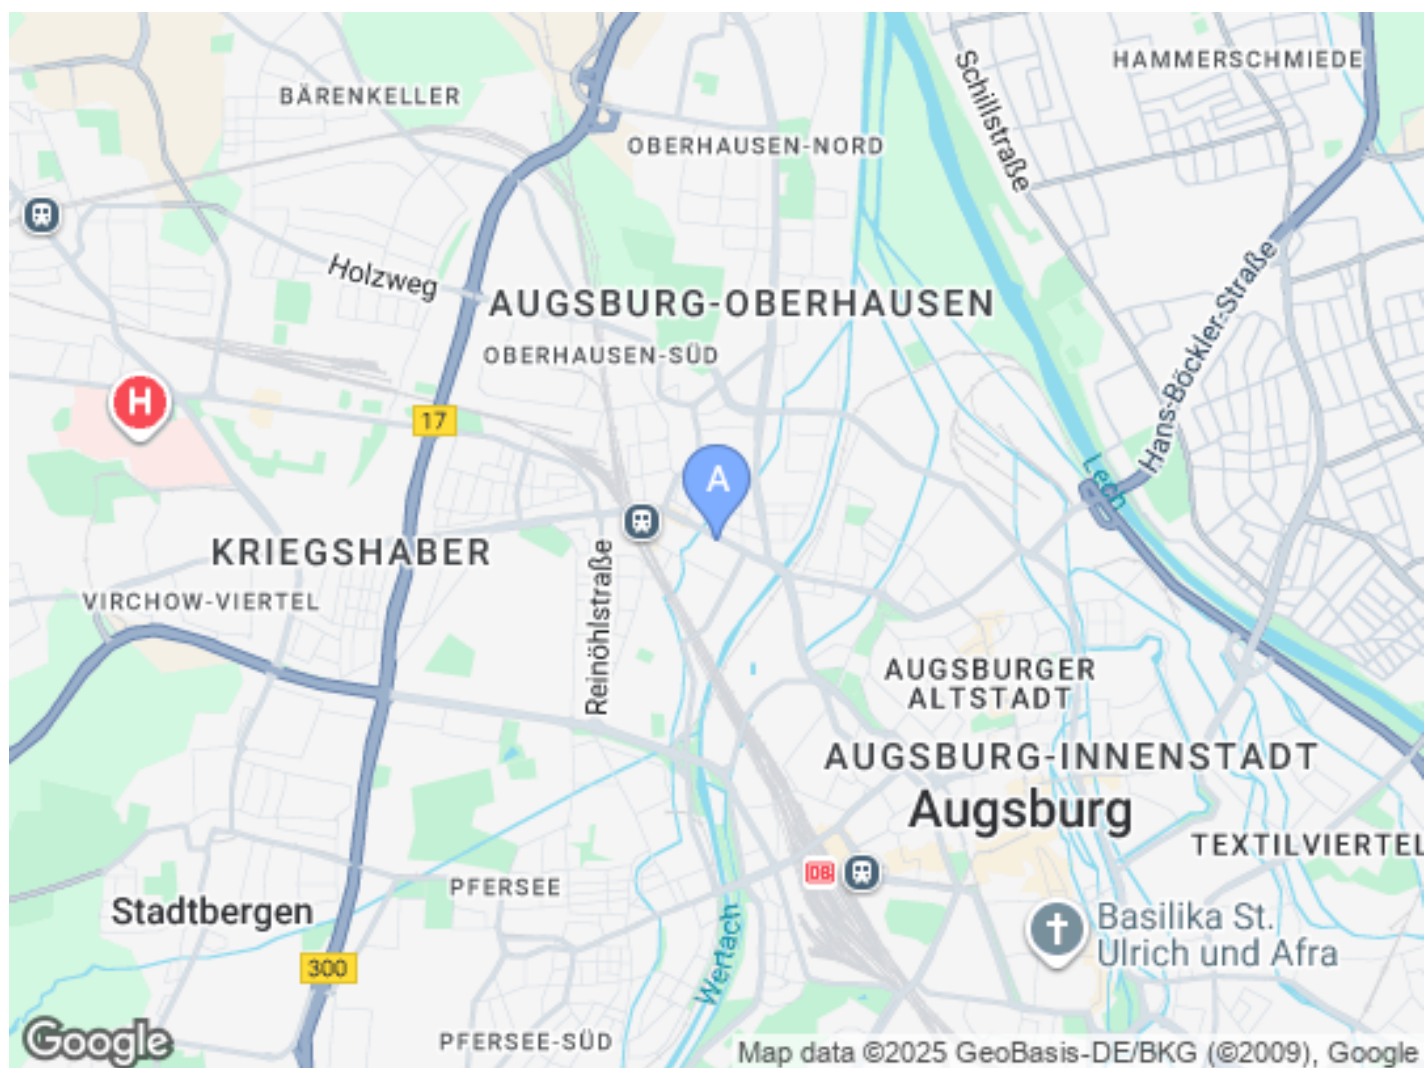 HAMMERSCHMIEDE
Schillstraße
BÄRENKELLER
OBERHAUSEN-NORD
Holzweg
Hans-Böckler-Straße
AUGSBURG-OBERHAUSEN
OBERHAUSEN-SÜD
H
17
A
Lech
KRIEGSHABER
VIRCHOW-VIERTEL
Reinöhlstraße
AUGSBURGER
ALTSTADT
AUGSBURG-INNENSTADT
Augsburg
TEXTILVIERTEL
DB
PFERSEE
Stadtbergen
Wertach
Basilika St.
Ulrich und Afra
300
PFERSEE-SÜD
Google
Map data ©2025 GeoBasis-DE/BKG (©2009), Google